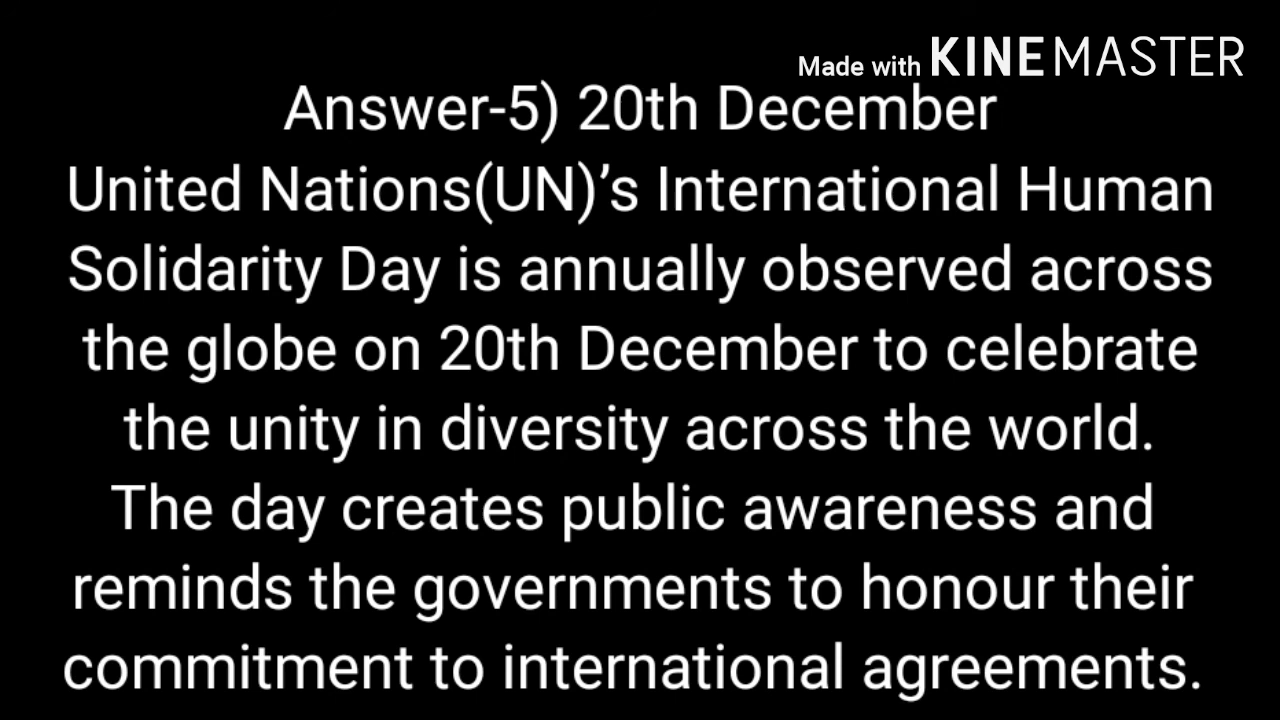 Made with KINEMASTER
Answer-5) 20th December
United Nations(UN)’s International Human
Solidarity Day is annually observed across
the globe on 20th December to celebrate
the unity in diversity across the world.
The day creates public awareness and
reminds the governments to honour their
commitment to international agreements.